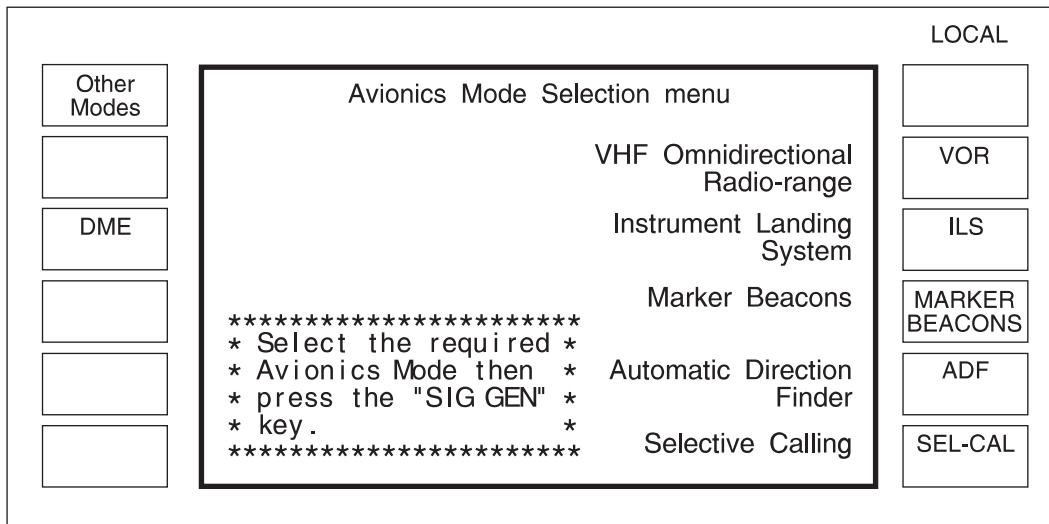 LOCAL
Other
Modes
DME
Avionics Mode Selection menu
VHF Omnidirectional
Radio-range
Instrument Landing
System
Marker Beacons
***********************
* Select the required *
* Avionics Mode then *
* press the "SIG GEN" *
* key. *
***********************
Automatic Direction
Finder
Selective Calling
VOR
ILS
MARKER
BEACONS
ADF
SEL-CAL